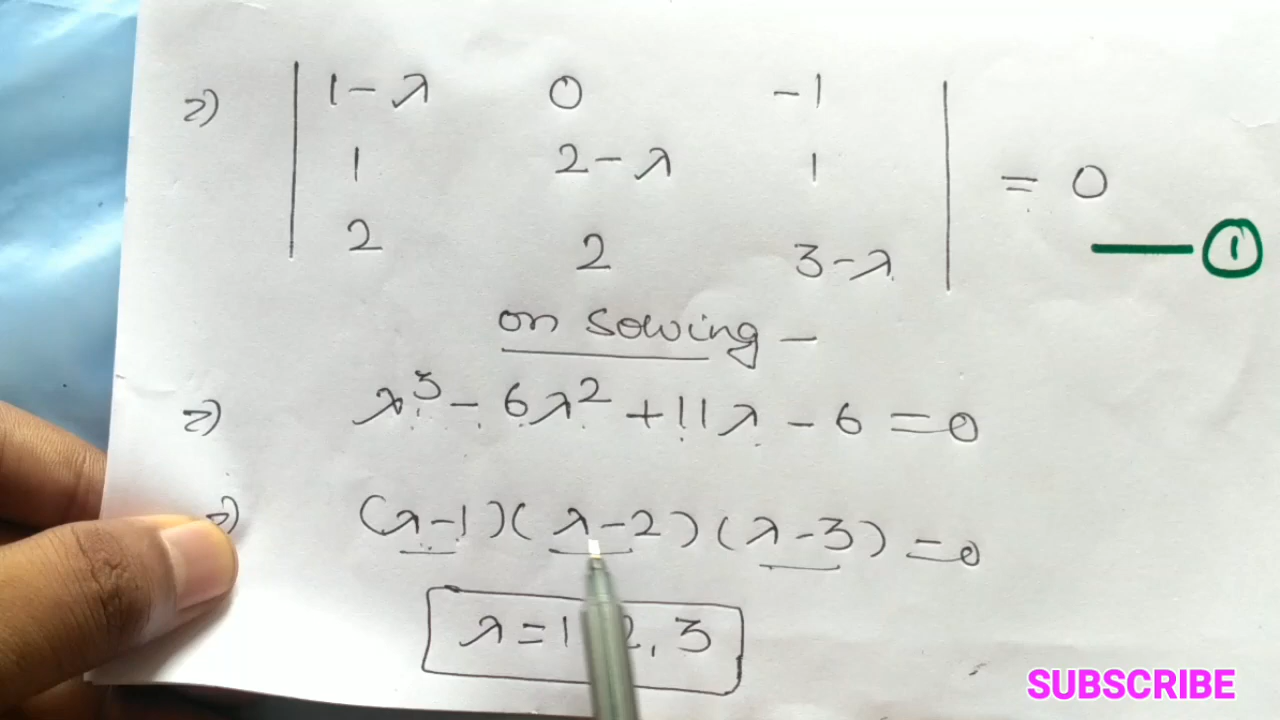 ⇒) | 1-λ 0 -1 |
| 1 2-λ 1 | = 0
| 2 2 3-λ | — ①
on solving -
⇒) λ³ - 6λ² + 11λ - 6 = 0
⇒) (λ-1)(λ-2)(λ-3) = 0
λ = 1, 2, 3
SUBSCRIBE